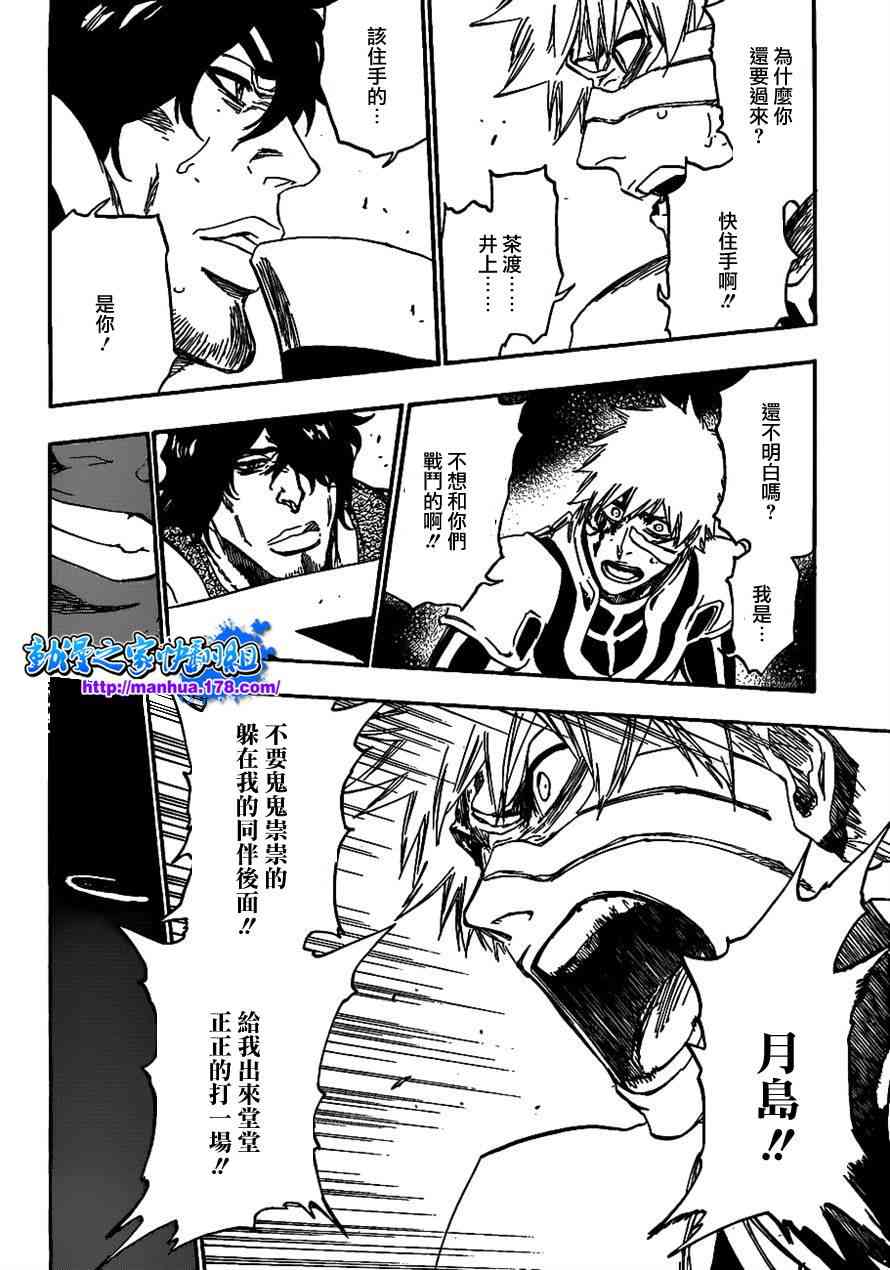 為什麼你
還要過來?
快住手啊!!
茶渡……
井上……
該住手的…
是你!
還不明白嗎?
我是…
不想和你們
戰鬥的啊!!
動漫之家快翻組
http://manhua.178.com/
月島!!
不要鬼鬼祟祟的
躲在我的同伴後面!!
給我出來堂堂
正正的打一場!!